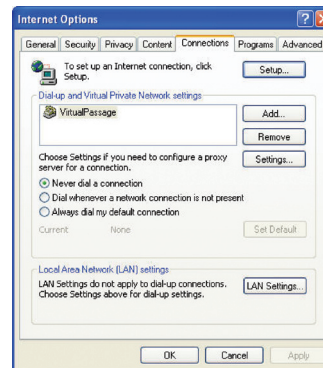 Internet Options
General Security Privacy Content Connections Programs Advanced
To set up an Internet connection, click
Setup.
Setup...
Dial-up and Virtual Private Network settings
VirtualPassage
Add...
Remove
Choose Settings if you need to configure a proxy
server for a connection.
Settings...
Never dial a connection
Dial whenever a network connection is not present
Always dial my default connection
Current None
Set Default
Local Area Network (LAN) settings
LAN Settings do not apply to dial-up connections.
Choose Settings above for dial-up settings.
LAN Settings...
OK Cancel Apply